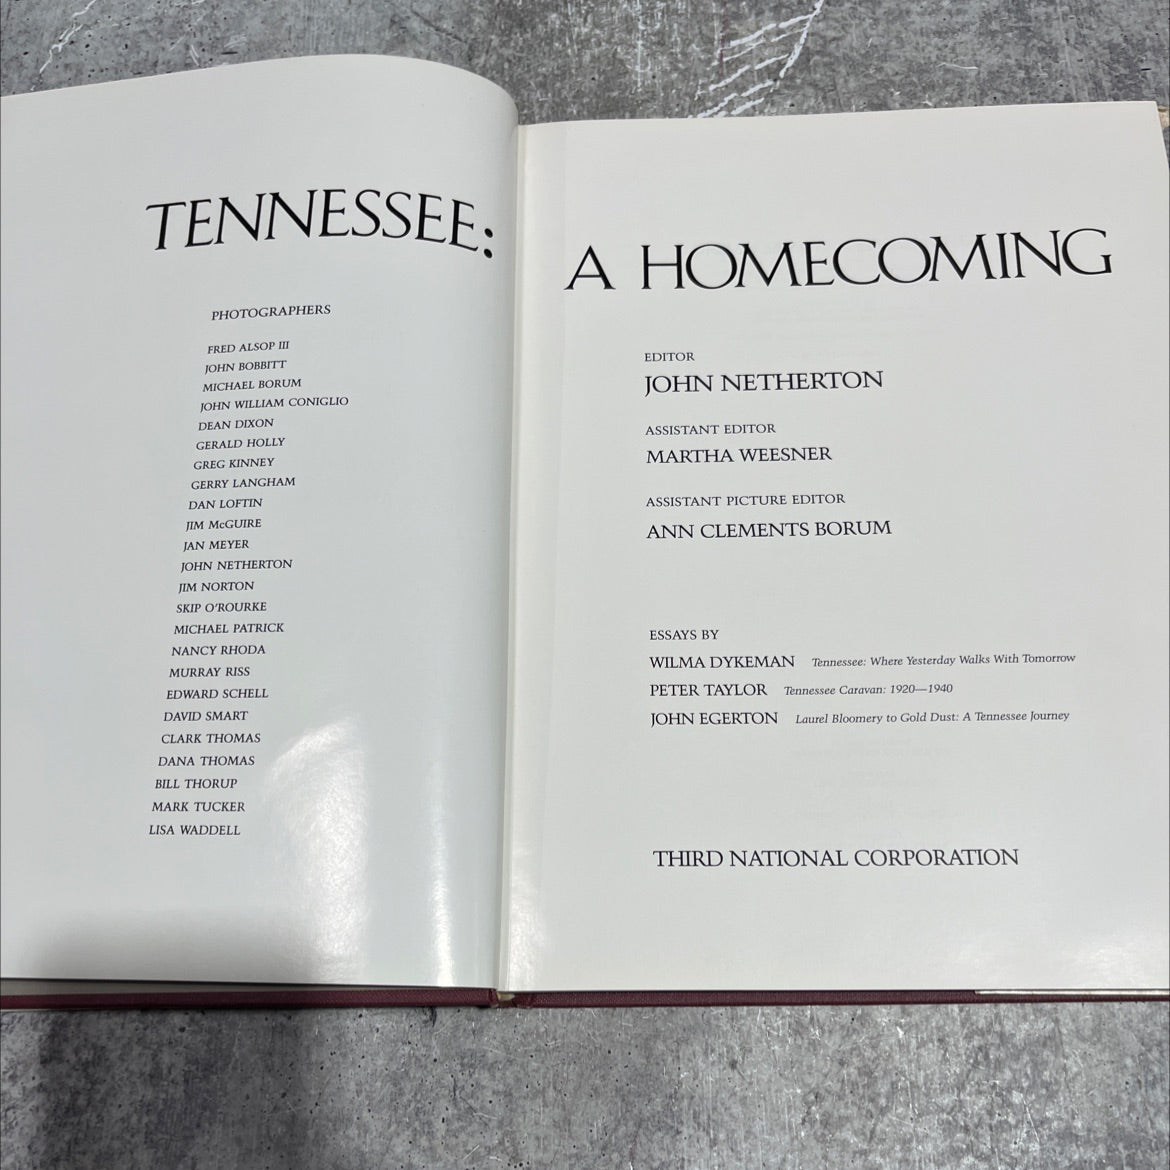 TENNESSEE: A HOMECOMING
PHOTOGRAPHERS
FRED ALSOP III
JOHN BOBBITT
MICHAEL BORUM
JOHN WILLIAM CONIGLIO
DEAN DIXON
GERALD HOLLY
GREG KINNEY
GERRY LANGHAM
DAN LOFTIN
JIM McGUIRE
JAN MEYER
JOHN NETHERTON
JIM NORTON
SKIP O'ROURKE
MICHAEL PATRICK
NANCY RHODA
MURRAY RISS
EDWARD SCHELL
DAVID SMART
CLARK THOMAS
DANA THOMAS
BILL THORUP
MARK TUCKER
LISA WADDELL
EDITOR
JOHN NETHERTON
ASSISTANT EDITOR
MARTHA WEESNER
ASSISTANT PICTURE EDITOR
ANN CLEMENTS BORUM
ESSAYS BY
WILMA DYKEMAN Tennessee: Where Yesterday Walks With Tomorrow
PETER TAYLOR Tennessee Caravan: 1920—1940
JOHN EGERTON Laurel Bloomery to Gold Dust: A Tennessee Journey
THIRD NATIONAL CORPORATION